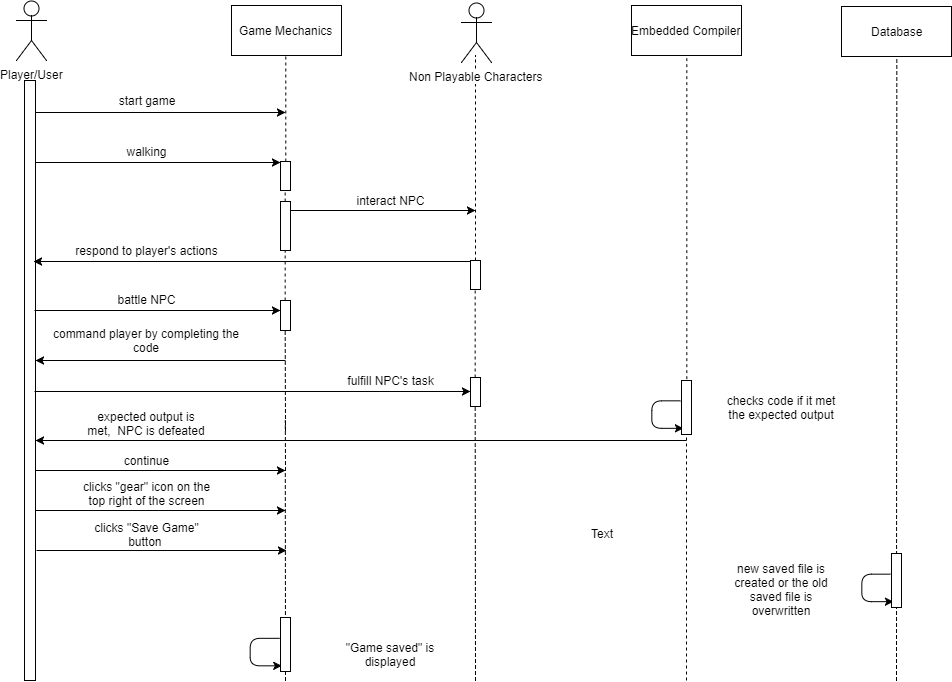 Game Mechanics
Embedded Compiler
Database
Player/User
Non Playable Characters
start game
walking
interact NPC
respond to player's actions
battle NPC
command player by completing the
code
fulfill NPC's task
checks code if it met
the expected output
expected output is
met, NPC is defeated
continue
clicks "gear" icon on the
top right of the screen
clicks "Save Game"
button
Text
new saved file is
created or the old
saved file is
overwritten
"Game saved" is
displayed